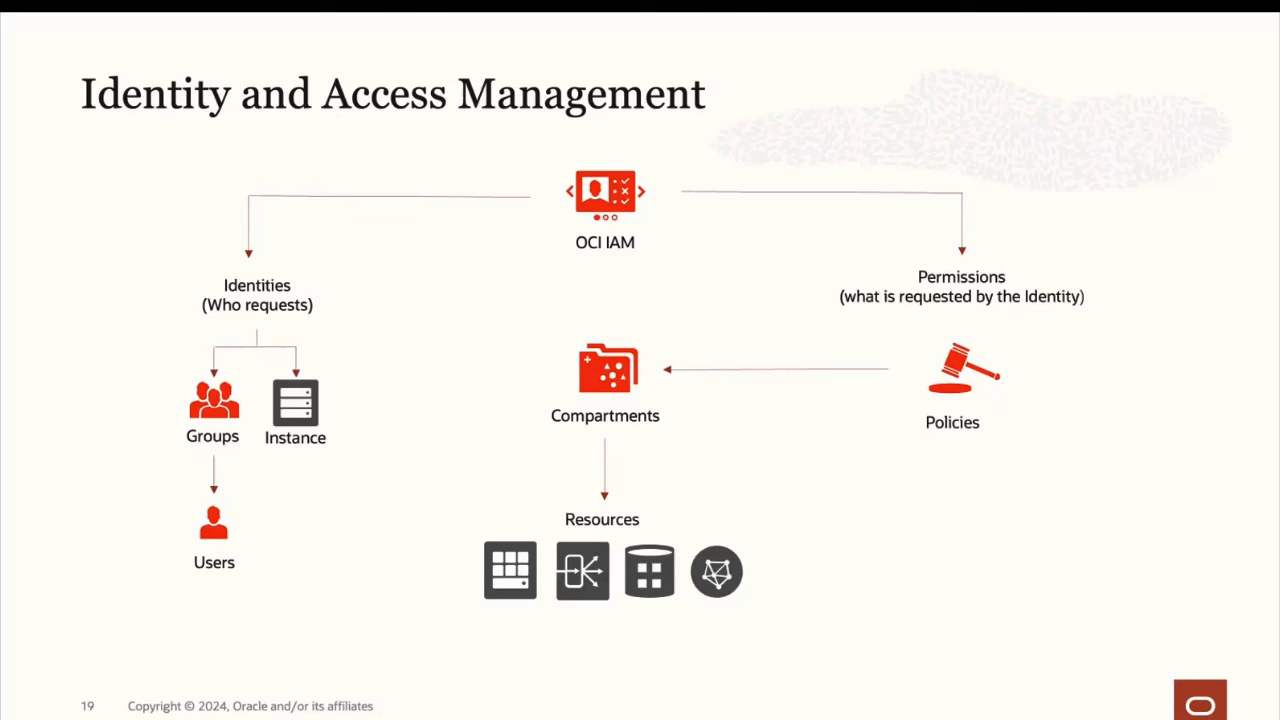 Identity and Access Management
OCI IAM
Identities
(Who requests)
Permissions
(what is requested by the Identity)
Groups
Instance
Compartments
Policies
Users
Resources
19
Copyright © 2024, Oracle and/or its affiliates